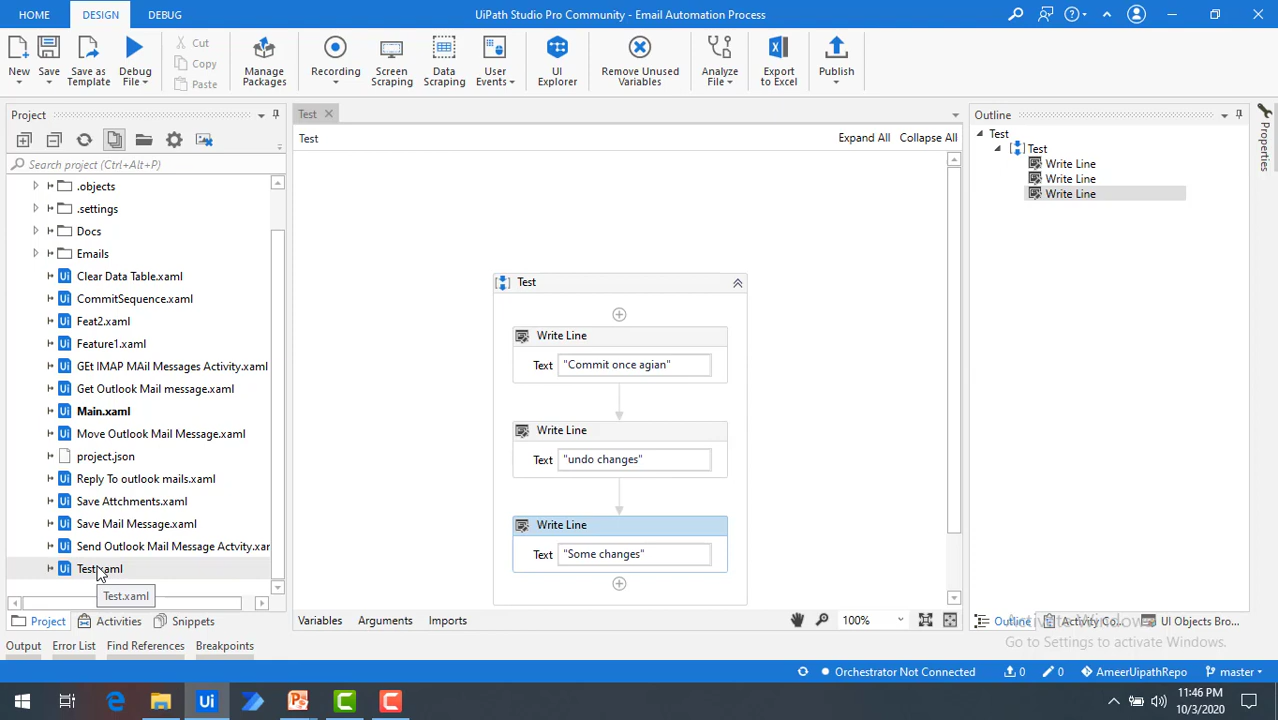 HOME DESIGN DEBUG UiPath Studio Pro Community - Email Automation Process
New Save Save as Template Debug File Cut Copy Paste Manage Packages Recording Screen Scraping Data Scraping User Events UI Explorer Remove Unused Variables Analyze File Export to Excel Publish
Project
Search project (Ctrl+Alt+P)
.objects
.settings
Docs
Emails
Clear Data Table.xaml
CommitSequence.xaml
Feat2.xaml
Feature1.xaml
GEt IMAP MAil Messages Activity.xaml
Get Outlook Mail message.xaml
Main.xaml
Move Outlook Mail Message.xaml
project.json
Reply To outlook mails.xaml
Save Attchments.xaml
Save Mail Message.xaml
Send Outlook Mail Message Actvity.xar
Test.xaml
Test.xaml
Project Activities Snippets
Test
Test Expand All Collapse All
Test
Write Line
Text "Commit once agian"
Write Line
Text "undo changes"
Write Line
Text "Some changes"
Variables Arguments Imports 100%
Outline
Test
Test
Write Line
Write Line
Write Line
Properties
Outline Activity Co... UI Objects Bro...
Activate Windows
Go to Settings to activate Windows.
Output Error List Find References Breakpoints
Orchestrator Not Connected 0 0 AmeerUipathRepo master
11:46 PM
10/3/2020